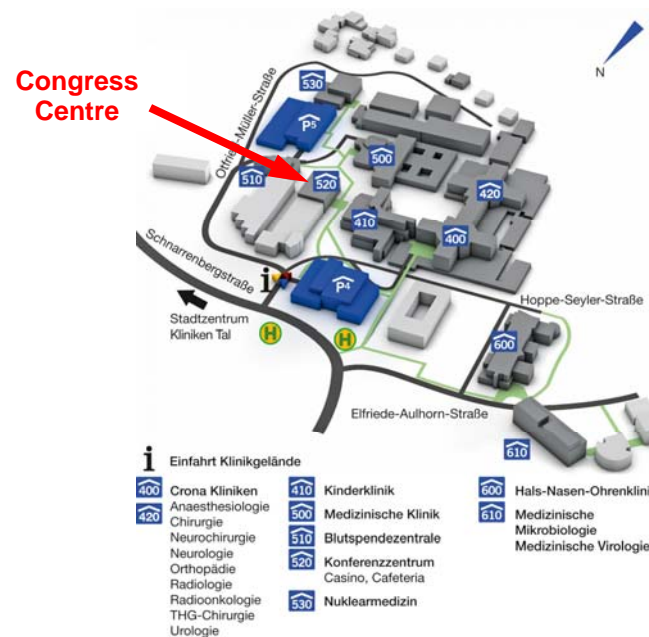 Congress
Centre
N
530
Otfried-Müller-Straße
P5
500
510
520
420
410
400
Schnarrenbergstraße
i
P4
Hoppe-Seyler-Straße
Stadtzentrum
Kliniken Tal
H
H
600
Elfriede-Aulhorn-Straße
610
i Einfahrt Klinikgelände
400 Crona Kliniken
420 Anaesthesiologie
Chirurgie
Neurochirurgie
Neurologie
Orthopädie
Radiologie
Radioonkologie
THG-Chirurgie
Urologie
410 Kinderklinik
500 Medizinische Klinik
510 Blutspendezentrale
520 Konferenzzentrum
Casino, Cafeteria
530 Nuklearmedizin
600 Hals-Nasen-Ohrenklini
610 Medizinische
Mikrobiologie
Medizinische Virologie